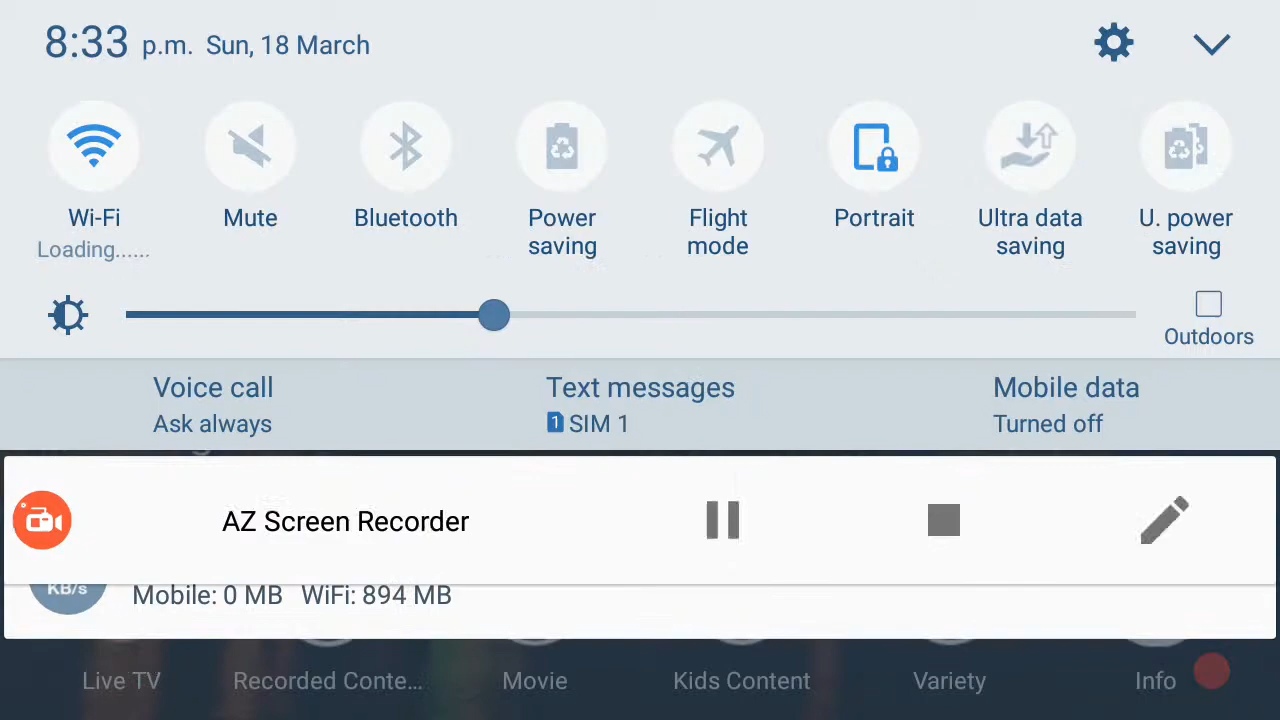 8:33 p.m. Sun, 18 March
Wi-Fi
Loading......
Mute
Bluetooth
Power
saving
Flight
mode
Portrait
Ultra data
saving
U. power
saving
Outdoors
Voice call
Ask always
Text messages
1 SIM 1
Mobile data
Turned off
AZ Screen Recorder
KB/s
Mobile: 0 MB WiFi: 894 MB
Live TV
Recorded Conte...
Movie
Kids Content
Variety
Info